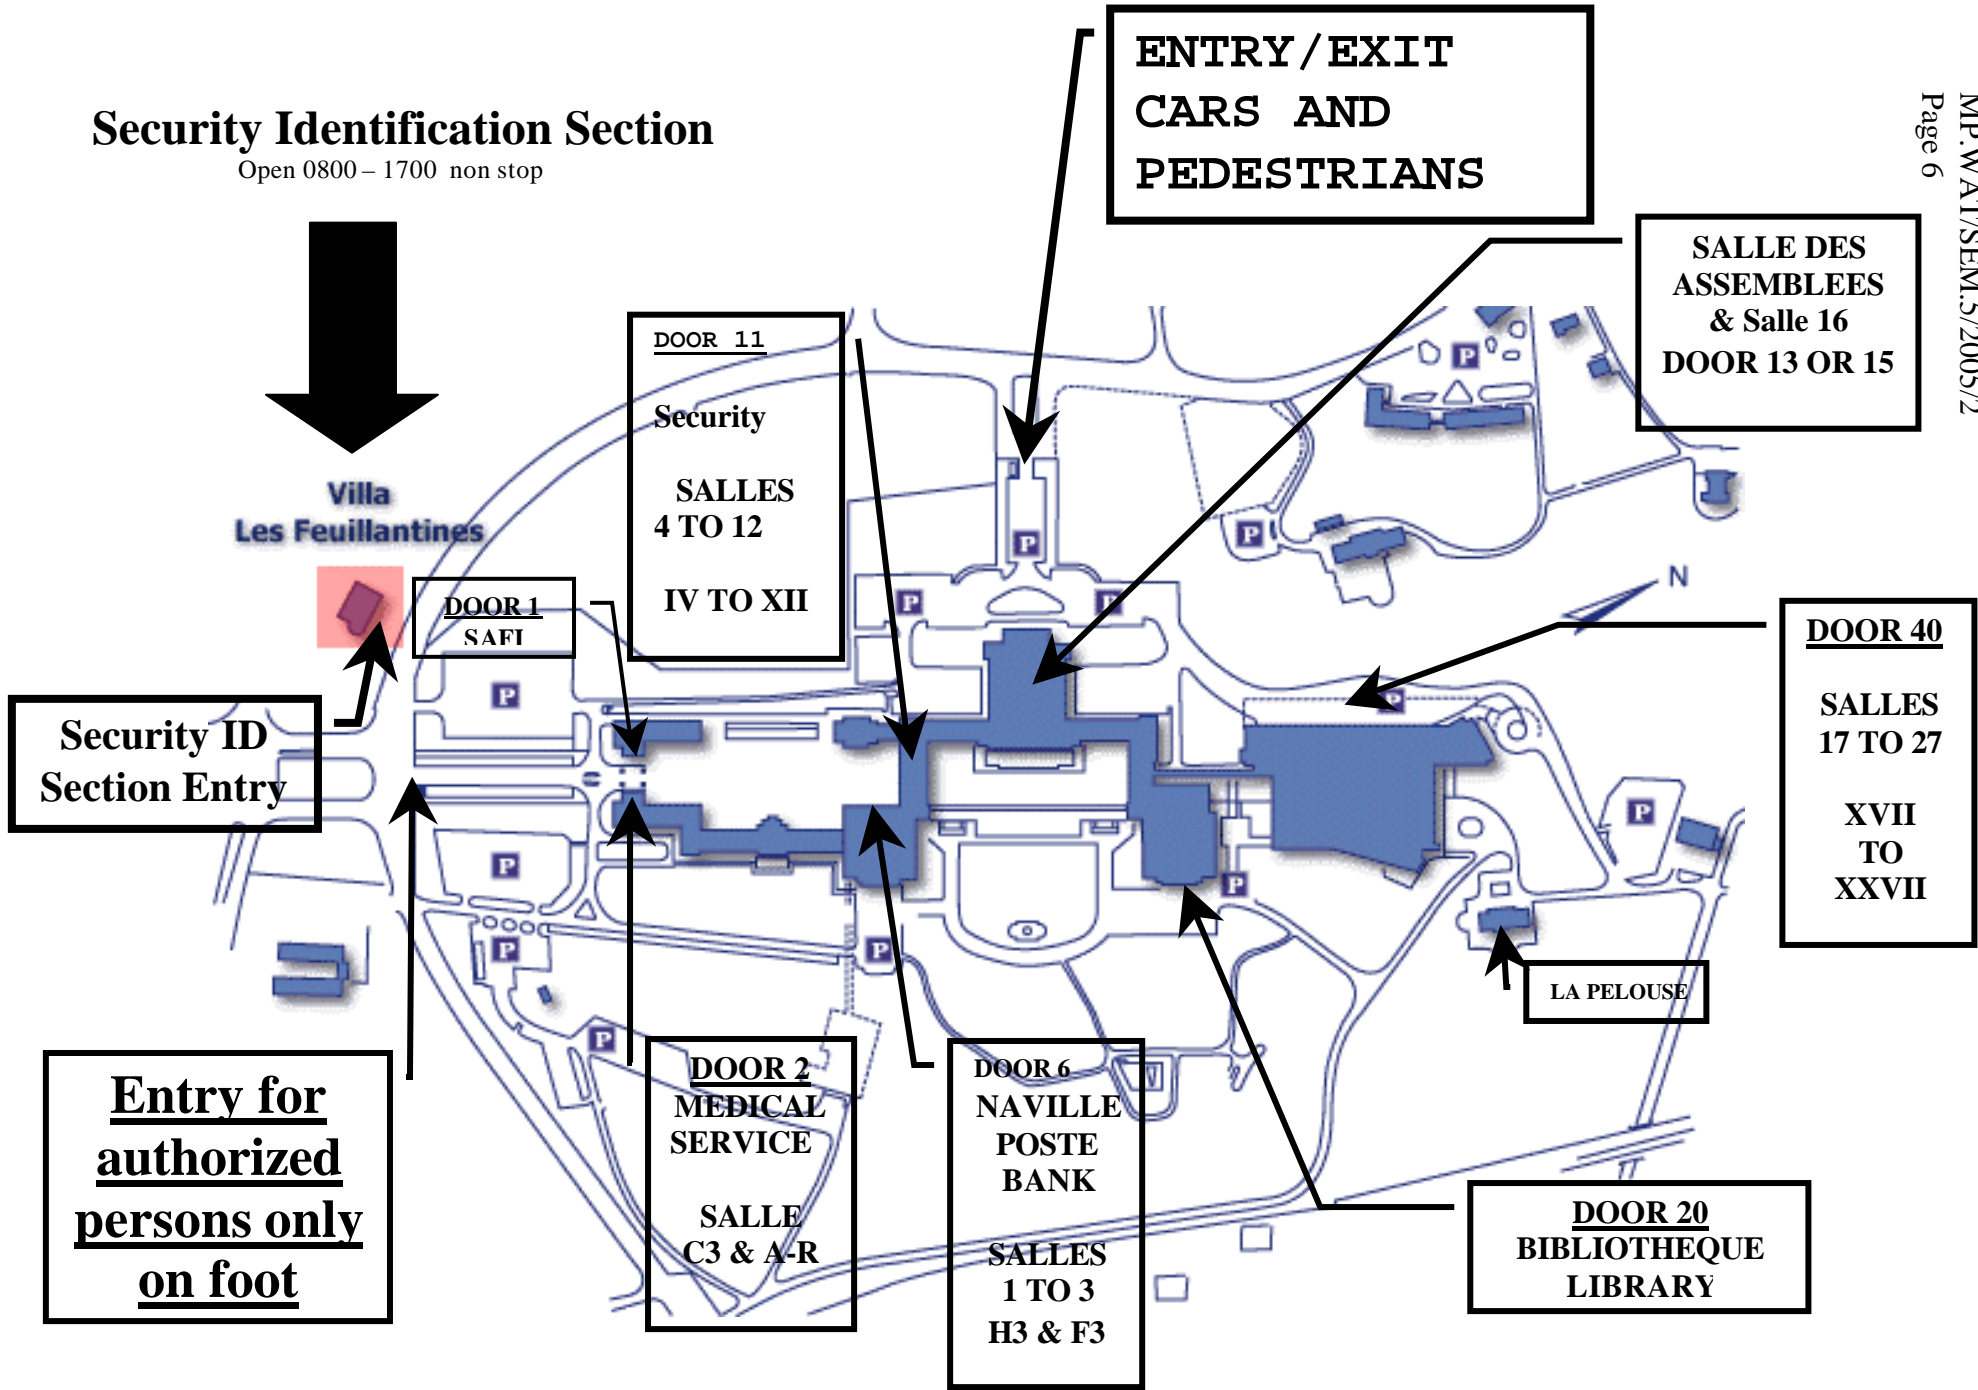 MP.WAT/SEM.5/2005/2
Page 6
ENTRY/EXIT
CARS AND
PEDESTRIANS
Security Identification Section
Open 0800 – 1700 non stop
SALLE DES
ASSEMBLEES
& Salle 16
DOOR 13 OR 15
DOOR 11
Security
SALLES
4 TO 12
IV TO XII
Villa
Les Feuillantines
DOOR 1
SAFI
Security ID
Section Entry
N
DOOR 40
SALLES
17 TO 27
XVII
TO
XXVII
P
P
P
P
P
P
P
P
P
P
P
P
P
P
LA PELOUSE
Entry for
authorized
persons only
on foot
DOOR 2
MEDICAL
SERVICE
SALLE
C3 & A-R
DOOR 6
NAVILLE
POSTE
BANK
SALLES
1 TO 3
H3 & F3
DOOR 20
BIBLIOTHEQUE
LIBRARY